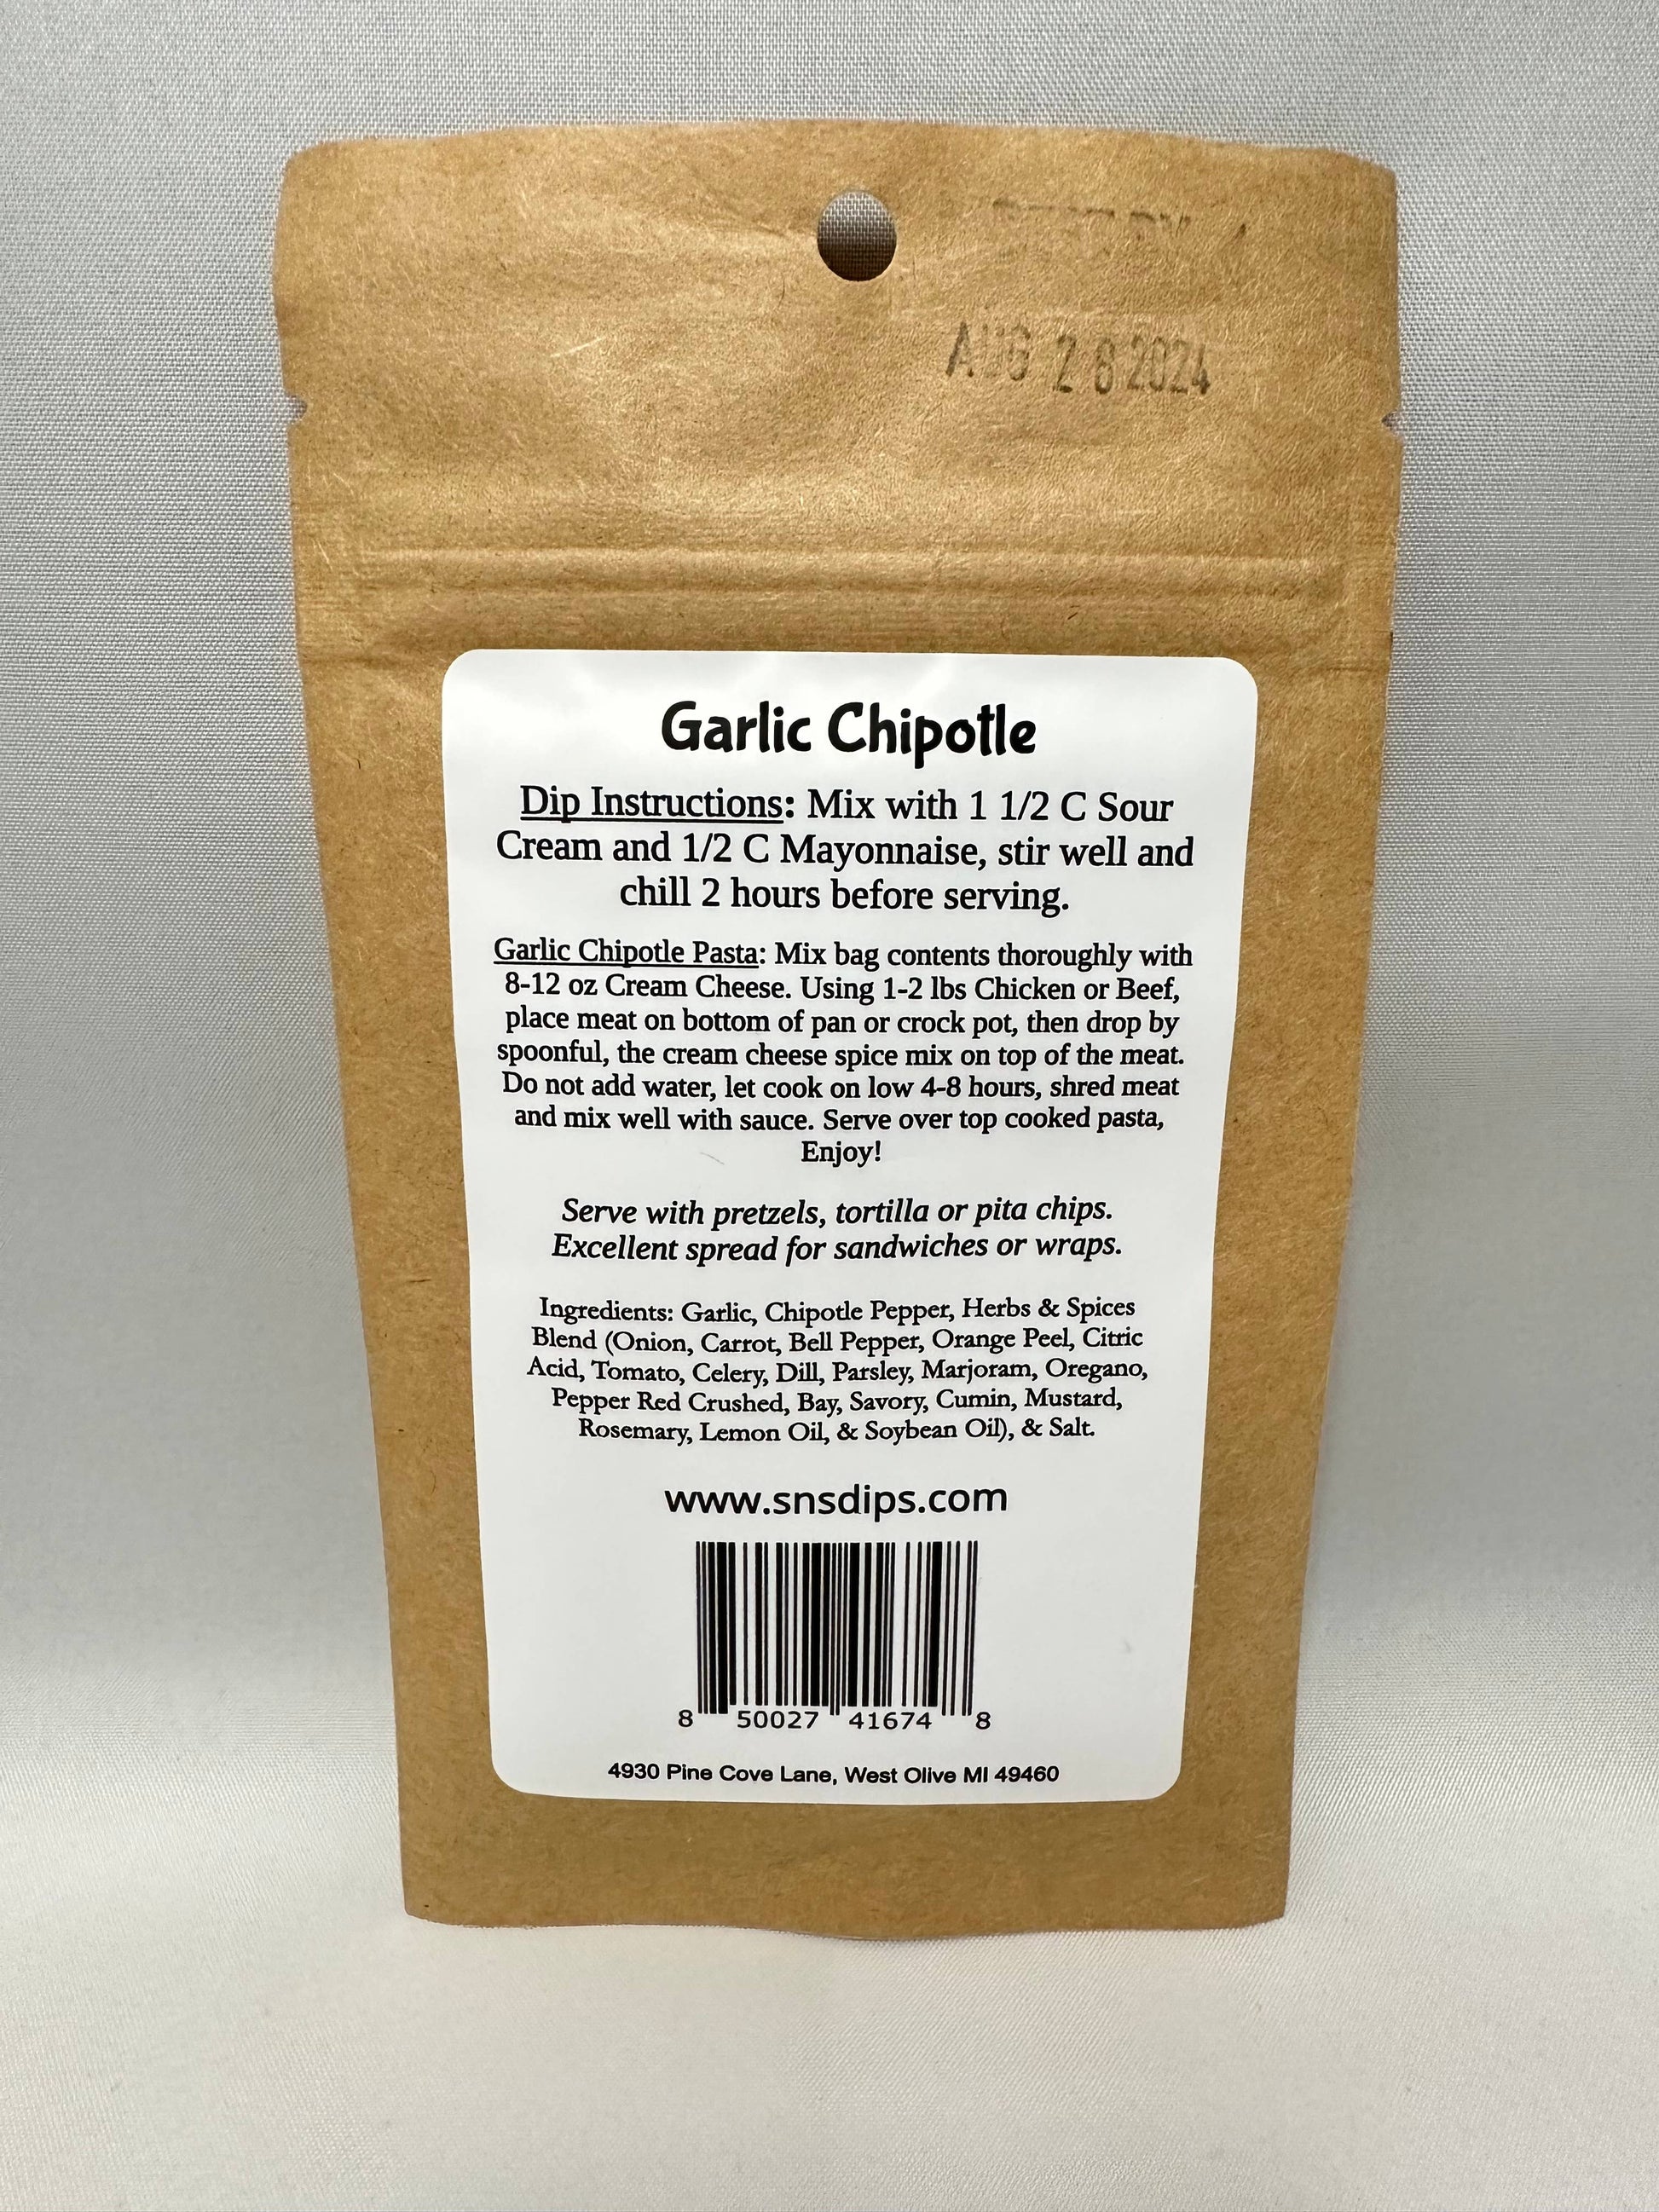 AUG 28 2024
Garlic Chipotle
Dip Instructions: Mix with 1 1/2 C Sour
Cream and 1/2 C Mayonnaise, stir well and
chill 2 hours before serving.
Garlic Chipotle Pasta: Mix bag contents thoroughly with
8-12 oz Cream Cheese. Using 1-2 lbs Chicken or Beef,
place meat on bottom of pan or crock pot, then drop by
spoonful, the cream cheese spice mix on top of the meat.
Do not add water, let cook on low 4-8 hours, shred meat
and mix well with sauce. Serve over top cooked pasta,
Enjoy!
Serve with pretzels, tortilla or pita chips.
Excellent spread for sandwiches or wraps.
Ingredients: Garlic, Chipotle Pepper, Herbs & Spices
Blend (Onion, Carrot, Bell Pepper, Orange Peel, Citric
Acid, Tomato, Celery, Dill, Parsley, Marjoram, Oregano,
Pepper Red Crushed, Bay, Savory, Cumin, Mustard,
Rosemary, Lemon Oil, & Soybean Oil), & Salt.
www.snsdips.com
8 50027 41674 8
4930 Pine Cove Lane, West Olive MI 49460